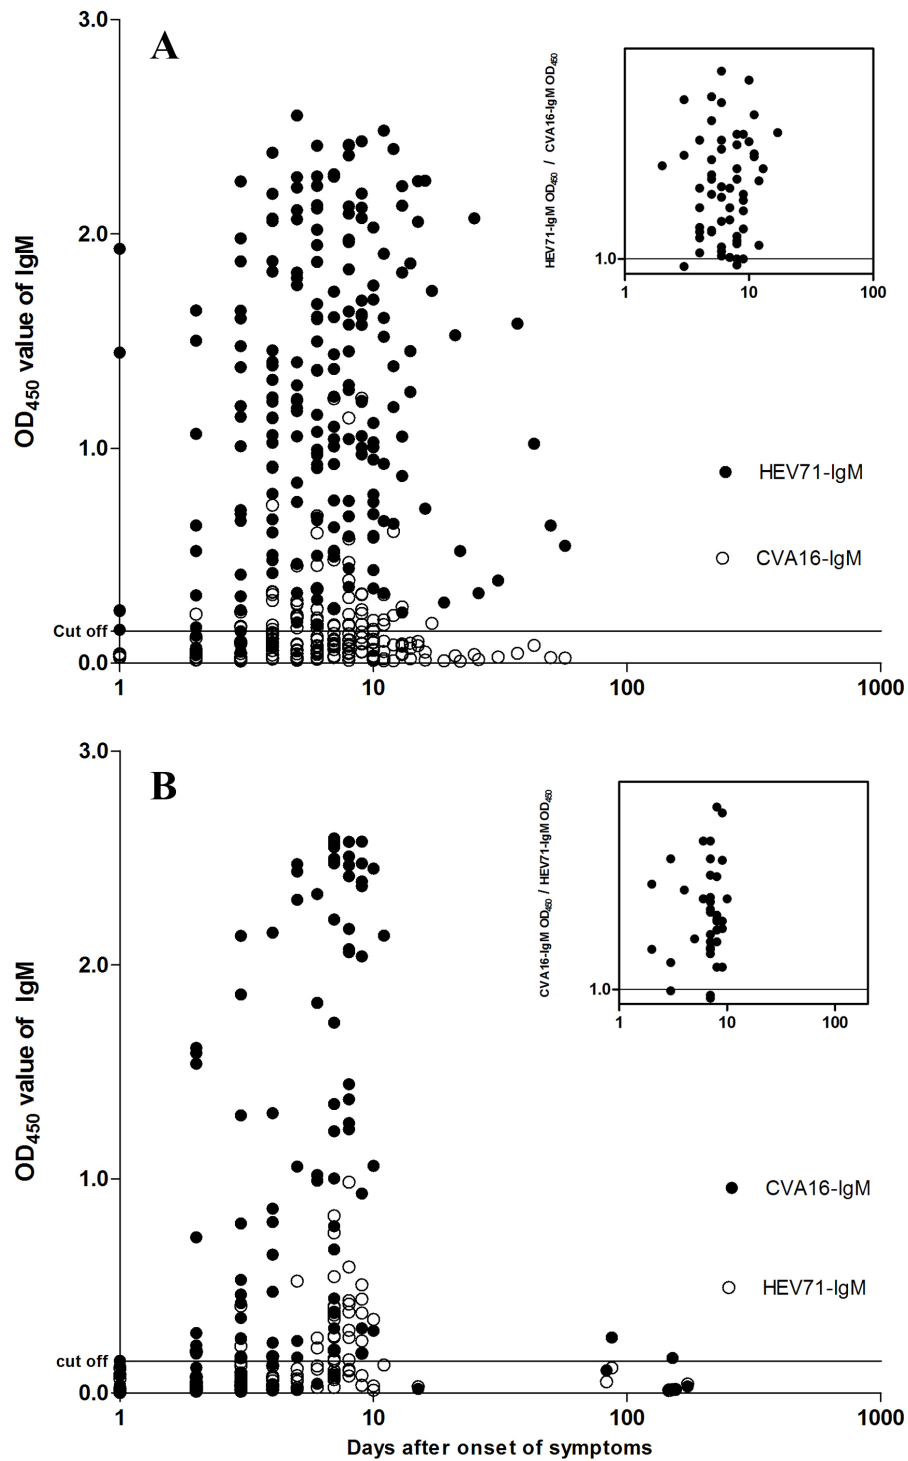 3.0
A
HEV71-IgM OD450 / CVA16-IgM OD450
1.0
1
10
100
2.0
OD450 value of IgM
1.0
HEV71-IgM
CVA16-IgM
Cut off
0.0
1
10
100
1000
3.0
B
CVA16-IgM OD450 / HEV71-IgM OD450
1.0
1
10
100
2.0
OD450 value of IgM
1.0
CVA16-IgM
HEV71-IgM
cut off
0.0
1
10
100
1000
Days after onset of symptoms